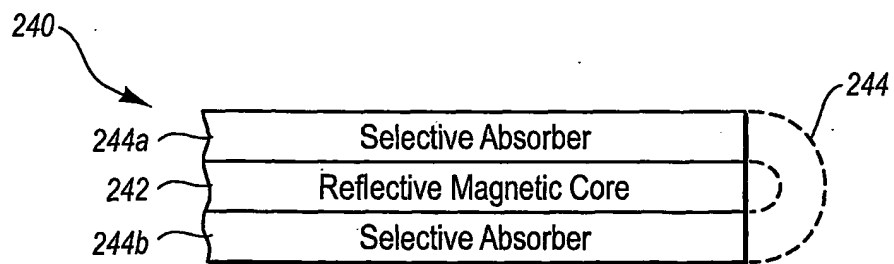 240
244
244a Selective Absorber
242 Reflective Magnetic Core
244b Selective Absorber